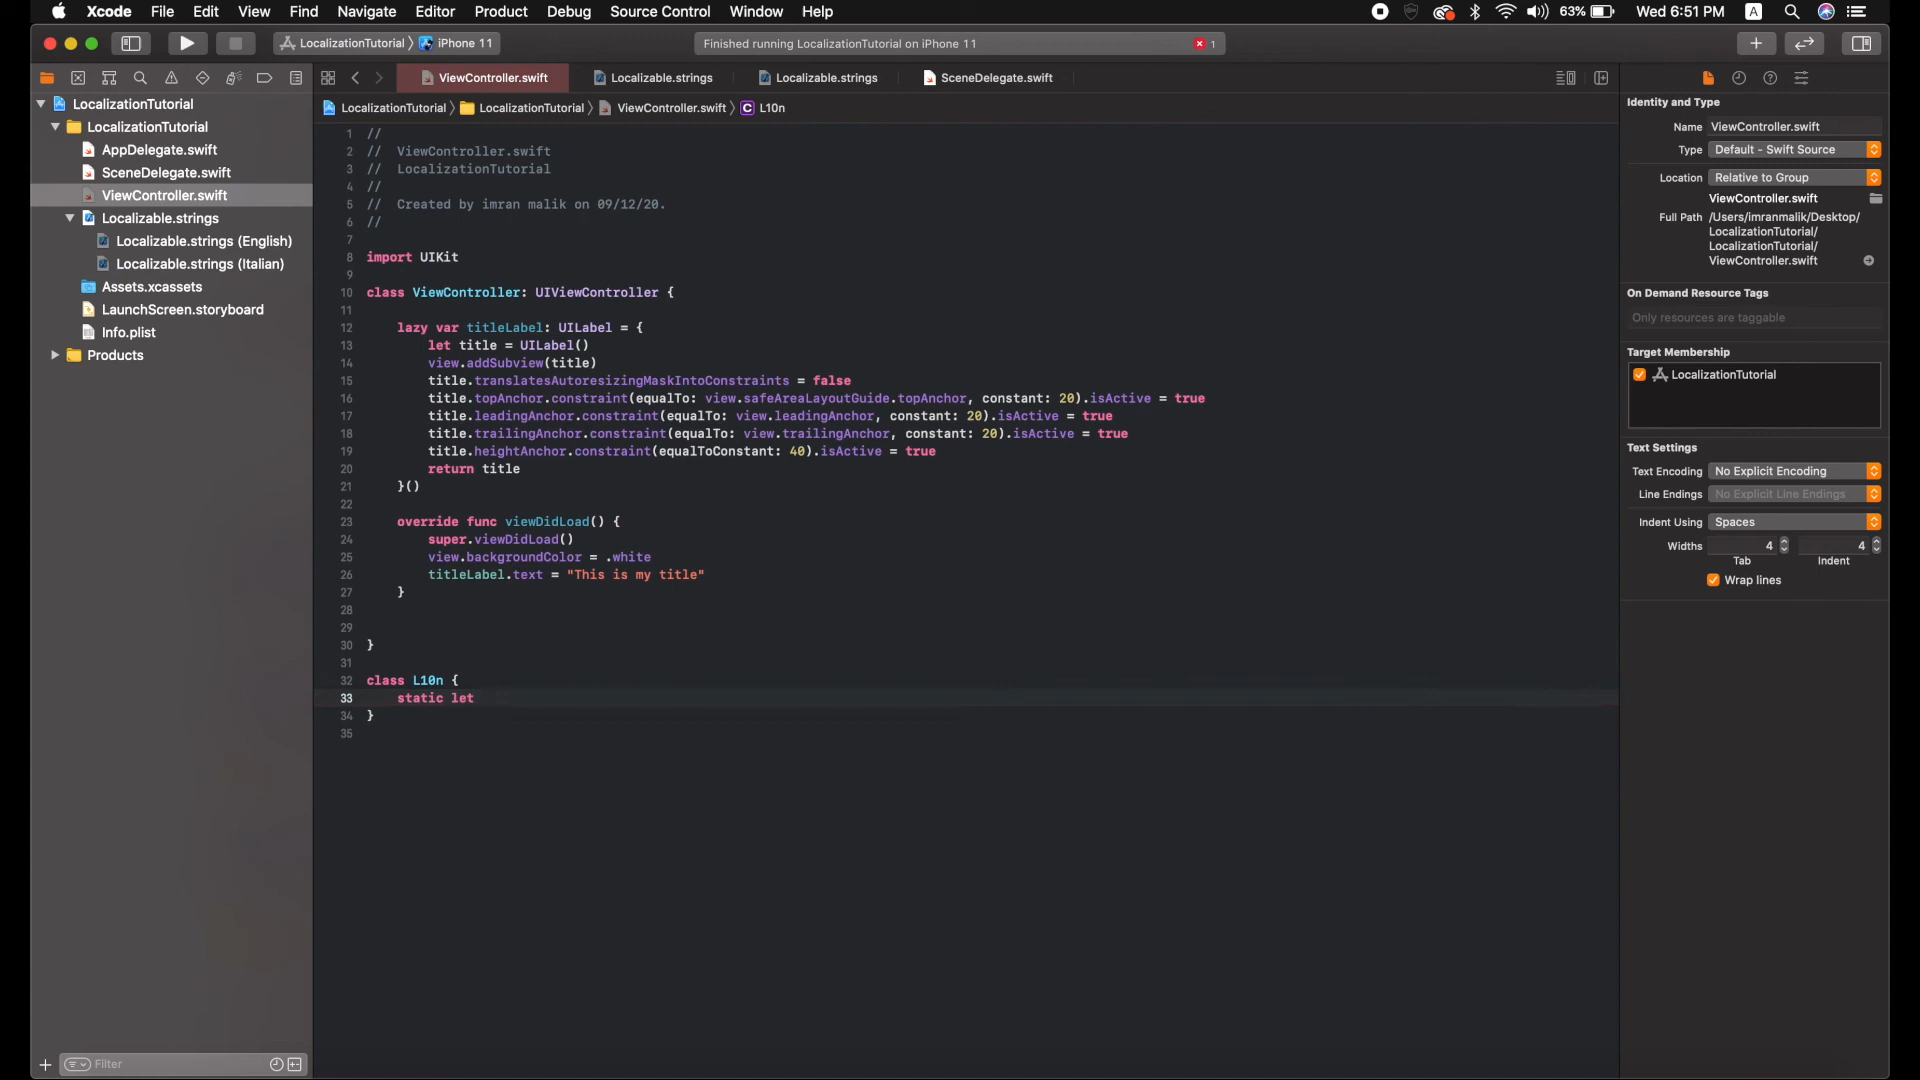 Xcode File Edit View Find Navigate Editor Product Debug Source Control Window Help 63% Wed 6:51 PM A
LocalizationTutorial iPhone 11 Finished running LocalizationTutorial on iPhone 11 1
ViewController.swift Localizable.strings Localizable.strings SceneDelegate.swift
LocalizationTutorial LocalizationTutorial ViewController.swift C L10n
LocalizationTutorial
LocalizationTutorial
AppDelegate.swift
SceneDelegate.swift
ViewController.swift
Localizable.strings
Localizable.strings (English)
Localizable.strings (Italian)
Assets.xcassets
LaunchScreen.storyboard
Info.plist
Products
Filter
1 //
2 // ViewController.swift
3 // LocalizationTutorial
4 //
5 // Created by imran malik on 09/12/20.
6 //
7
8 import UIKit
9
10 class ViewController: UIViewController {
11
12 lazy var titleLabel: UILabel = {
13 let title = UILabel()
14 view.addSubview(title)
15 title.translatesAutoresizingMaskIntoConstraints = false
16 title.topAnchor.constraint(equalTo: view.safeAreaLayoutGuide.topAnchor, constant: 20).isActive = true
17 title.leadingAnchor.constraint(equalTo: view.leadingAnchor, constant: 20).isActive = true
18 title.trailingAnchor.constraint(equalTo: view.trailingAnchor, constant: 20).isActive = true
19 title.heightAnchor.constraint(equalToConstant: 40).isActive = true
20 return title
21 }()
22
23 override func viewDidLoad() {
24 super.viewDidLoad()
25 view.backgroundColor = .white
26 titleLabel.text = "This is my title"
27 }
28
29
30 }
31
32 class L10n {
33 static let
34 }
35
Identity and Type
Name ViewController.swift
Type Default - Swift Source
Location Relative to Group
ViewController.swift
Full Path /Users/imranmalik/Desktop/
LocalizationTutorial/
LocalizationTutorial/
ViewController.swift
On Demand Resource Tags
Only resources are taggable
Target Membership
LocalizationTutorial
Text Settings
Text Encoding No Explicit Encoding
Line Endings No Explicit Line Endings
Indent Using Spaces
Widths 4 4
Tab Indent
Wrap lines